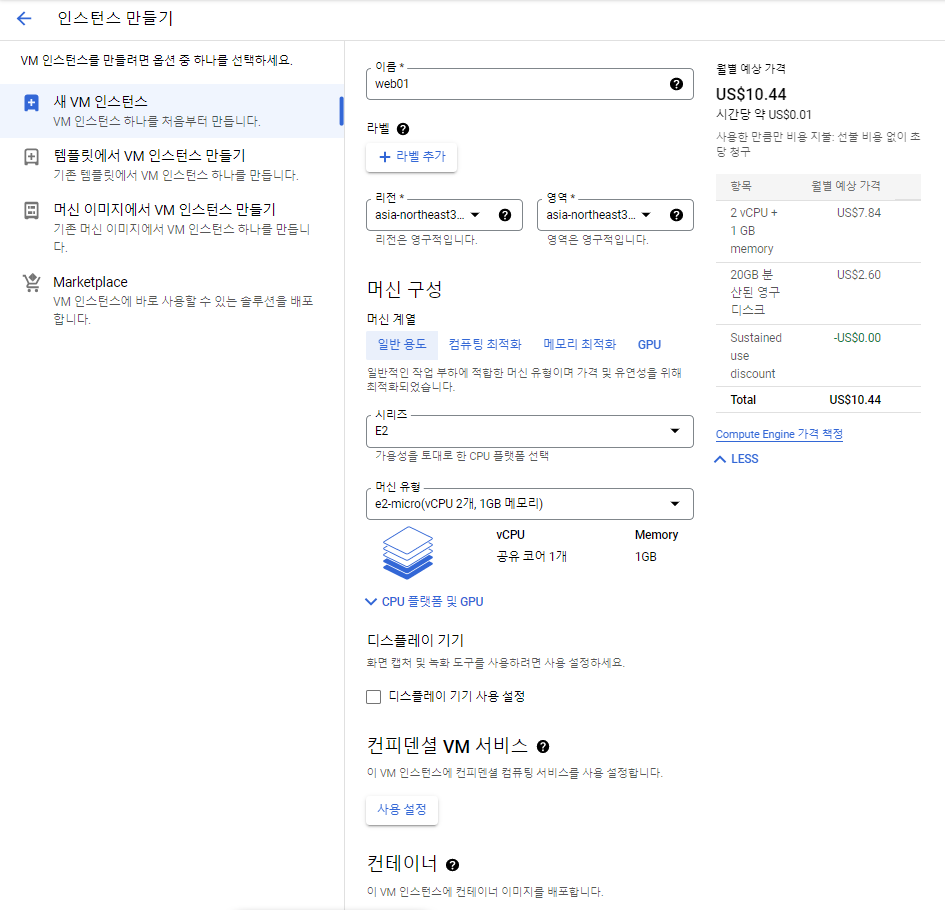 인스턴스 만들기
VM 인스턴스를 만들려면 옵션 중 하나를 선택하세요.
새 VM 인스턴스
VM 인스턴스 하나를 처음부터 만듭니다.
템플릿에서 VM 인스턴스 만들기
기존 템플릿에서 VM 인스턴스 하나를 만듭니다.
머신 이미지에서 VM 인스턴스 만들기
기존 머신 이미지에서 VM 인스턴스 하나를 만듭니
다.
Marketplace
VM 인스턴스에 바로 사용할 수 있는 솔루션을 배포
합니다.
이름 *
web01
라벨
라벨 추가
리전 *
asia-northeast3...
리전은 영구적입니다.
영역 *
asia-northeast3...
영역은 영구적입니다.
머신 구성
머신 계열
일반 용도 컴퓨팅 최적화 메모리 최적화 GPU
일반적인 작업 부하에 적합한 머신 유형이며 가격 및 유연성을 위해
최적화되었습니다.
시리즈
E2
가용성을 토대로 한 CPU 플랫폼 선택
머신 유형
e2-micro(vCPU 2개, 1GB 메모리)
vCPU Memory
공유 코어 1개 1GB
CPU 플랫폼 및 GPU
디스플레이 기기
화면 캡처 및 녹화 도구를 사용하려면 사용 설정하세요.
디스플레이 기기 사용 설정
컨피덴셜 VM 서비스
이 VM 인스턴스에 컨피덴셜 컴퓨팅 서비스를 사용 설정합니다.
사용 설정
컨테이너
이 VM 인스턴스에 컨테이너 이미지를 배포합니다.
월별 예상 가격
US$10.44
시간당 약 US$0.01
사용한 만큼만 비용 지불: 선불 비용 없이 초
당 청구
항목 월별 예상 가격
2 vCPU + US$7.84
1 GB
memory
20GB 분 US$2.60
산된 영구
디스크
Sustained -US$0.00
use
discount
Total US$10.44
Compute Engine 가격 책정
LESS